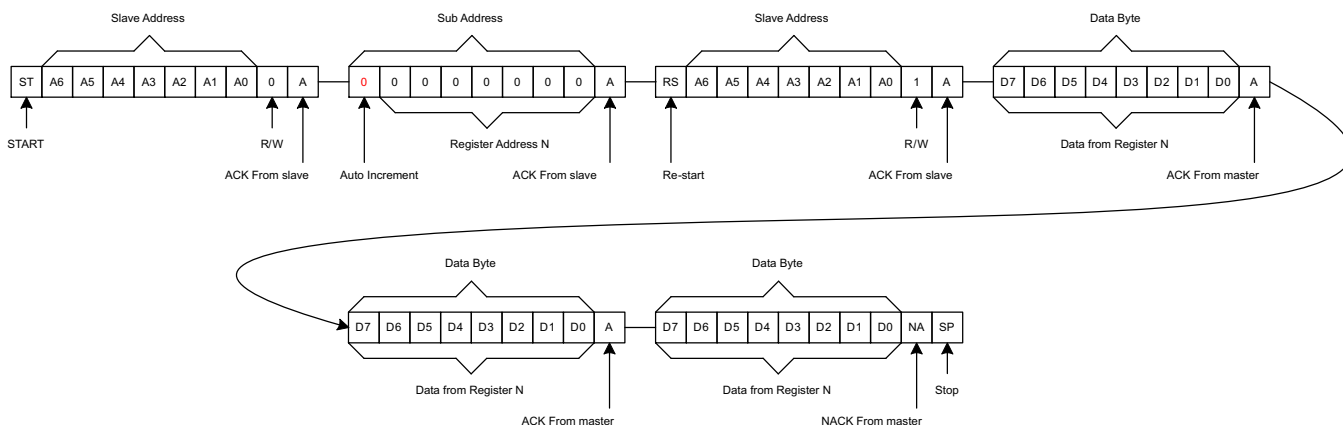 Slave Address Sub Address Slave Address Data Byte
ST A6 A5 A4 A3 A2 A1 A0 0 A 0 0 0 0 0 0 0 0 A RS A6 A5 A4 A3 A2 A1 A0 1 A D7 D6 D5 D4 D3 D2 D1 D0 A
START R/W Register Address N R/W Data from Register N
ACK From slave Auto Increment ACK From slave Re-start ACK From slave ACK From master
Data Byte Data Byte
D7 D6 D5 D4 D3 D2 D1 D0 A D7 D6 D5 D4 D3 D2 D1 D0 NA SP
Data from Register N Data from Register N Stop
ACK From master NACK From master